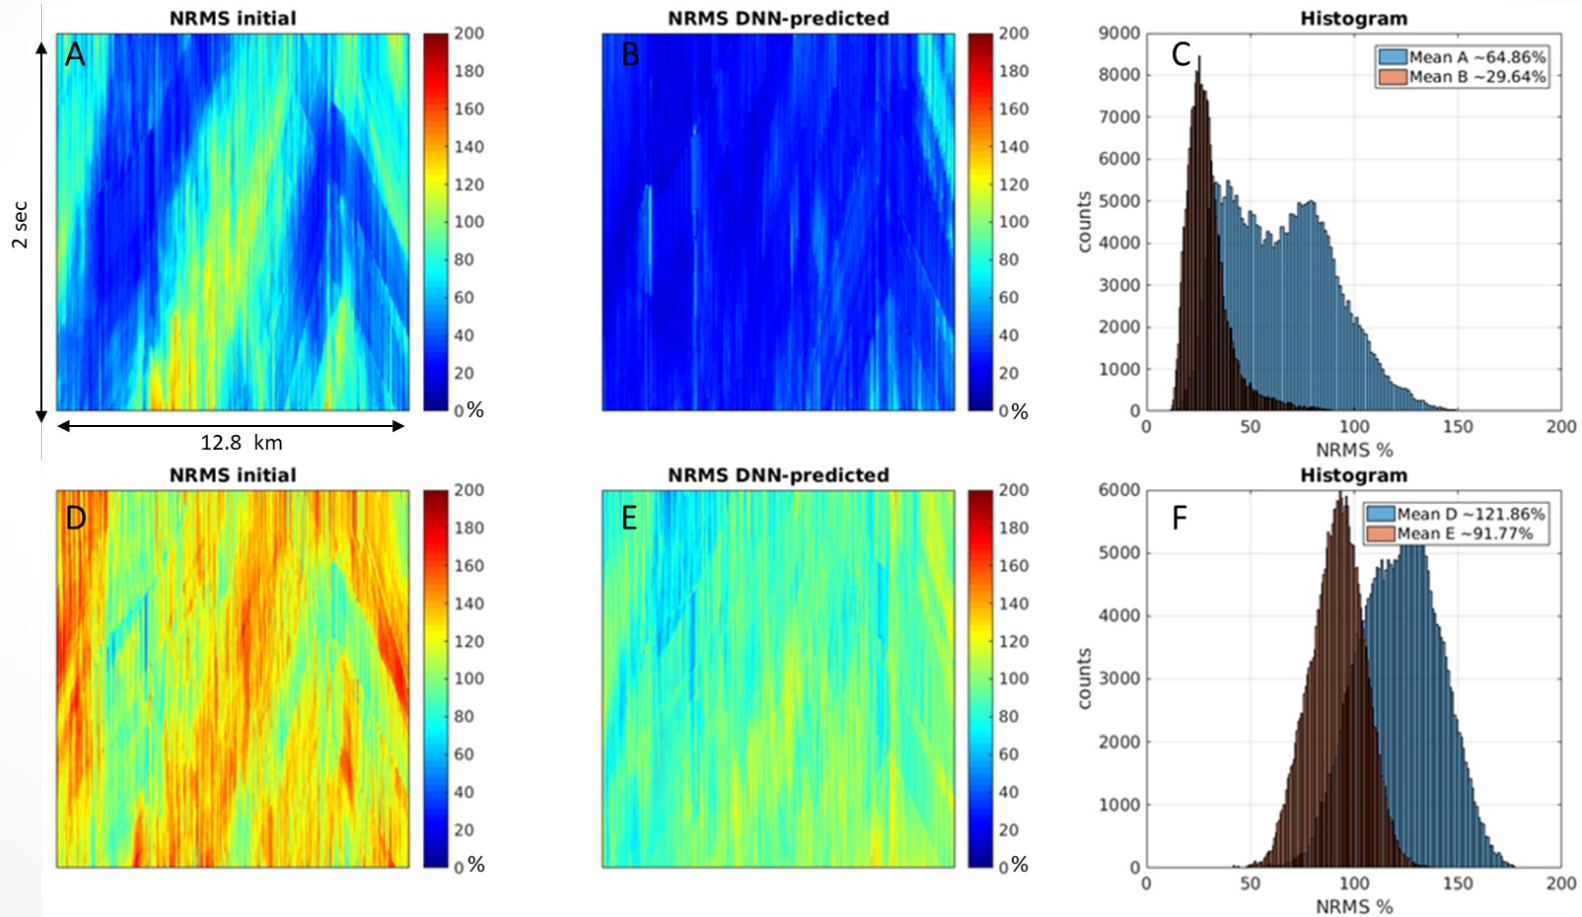 NRMS initial
NRMS DNN-predicted
Histogram
A
200
180
160
140
120
100
80
60
40
20
0%
2 sec
12.8 km
B
200
180
160
140
120
100
80
60
40
20
0%
C
Mean A ~64.86%
Mean B ~29.64%
9000
8000
7000
6000
5000
4000
3000
2000
1000
0
counts
0 50 100 150 200
NRMS %
NRMS initial
NRMS DNN-predicted
Histogram
D
200
180
160
140
120
100
80
60
40
20
0%
E
200
180
160
140
120
100
80
60
40
20
0%
F
Mean D ~121.86%
Mean E ~91.77%
6000
5000
4000
3000
2000
1000
0
counts
0 50 100 150 200
NRMS %